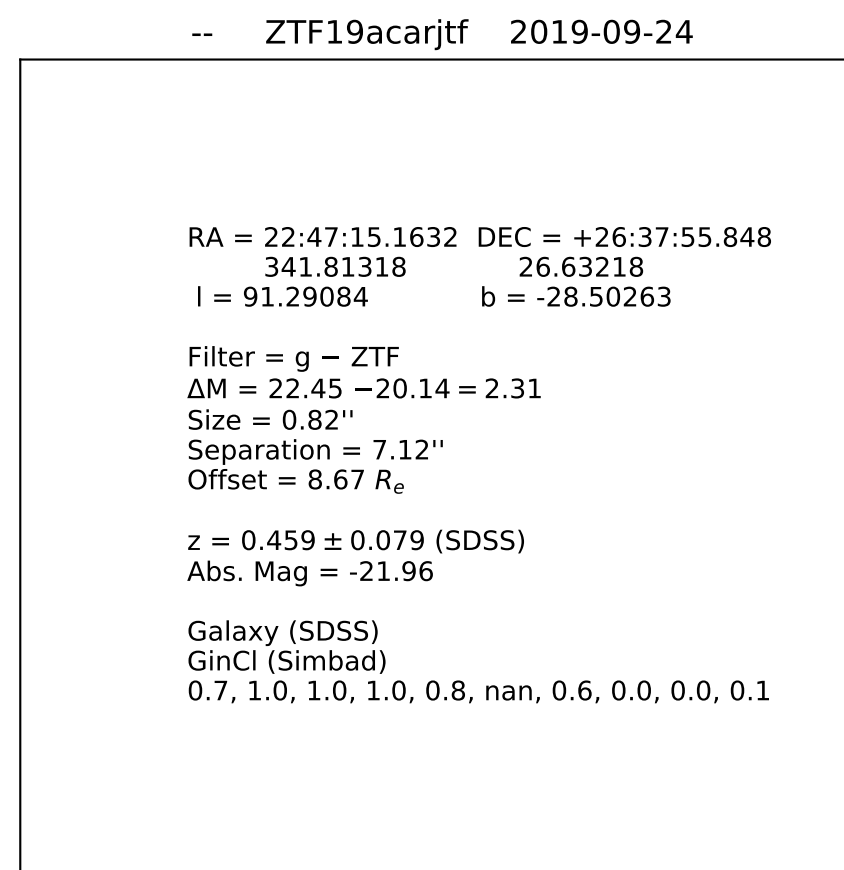 -- ZTF19acarjtf 2019-09-24
RA = 22:47:15.1632 DEC = +26:37:55.848
341.81318 26.63218
l = 91.29084 b = -28.50263
Filter = g − ZTF
ΔM = 22.45 −20.14 = 2.31
Size = 0.82''
Separation = 7.12''
Offset = 8.67 Re
z = 0.459 ± 0.079 (SDSS)
Abs. Mag = -21.96
Galaxy (SDSS)
GinCl (Simbad)
0.7, 1.0, 1.0, 1.0, 0.8, nan, 0.6, 0.0, 0.0, 0.1